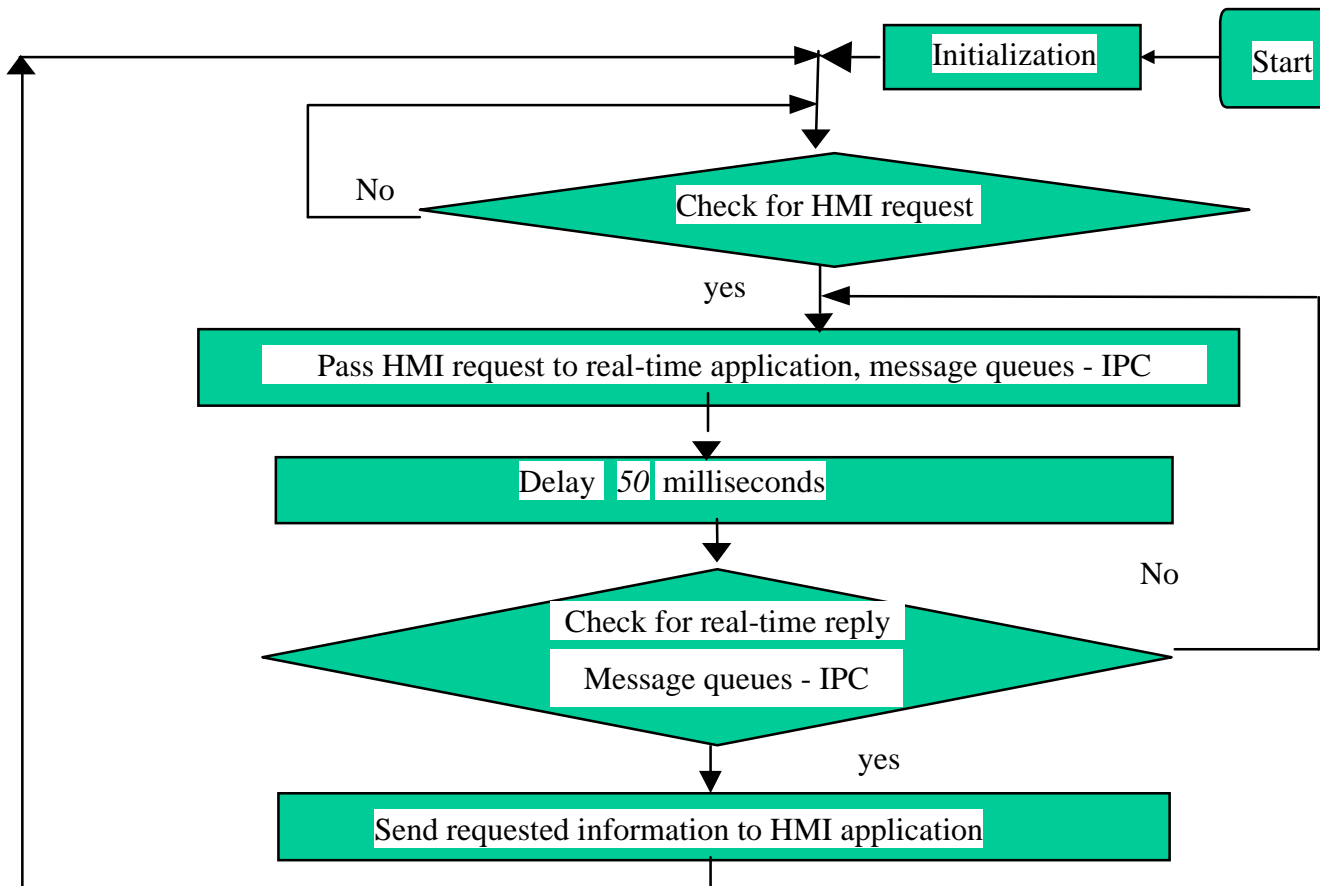 Initialization
Start
No
Check for HMI request
yes
Pass HMI request to real-time application, message queues - IPC
Delay 50 milliseconds
No
Check for real-time reply
Message queues - IPC
yes
Send requested information to HMI application